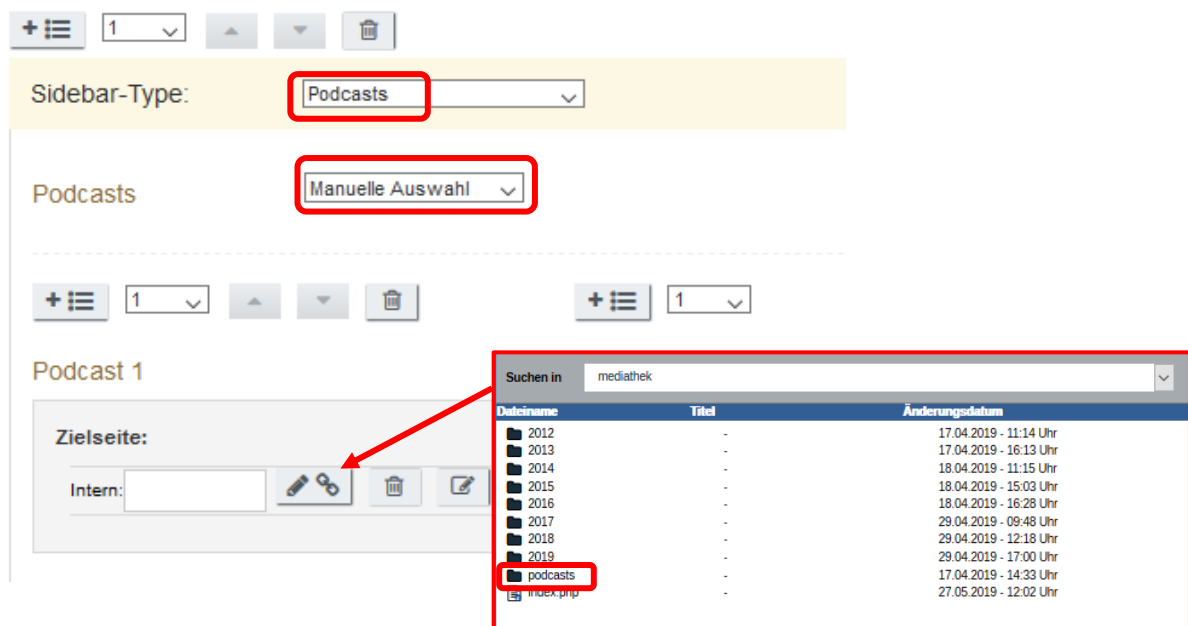 1
Sidebar-Type: Podcasts
Podcasts Manuelle Auswahl
1 1
Podcast 1
Zielseite:
Intern:
Suchen in mediathek
Dateiname Titel Änderungsdatum
2012 - 17.04.2019 - 11:14 Uhr
2013 - 17.04.2019 - 16:13 Uhr
2014 - 18.04.2019 - 11:15 Uhr
2015 - 18.04.2019 - 15:03 Uhr
2016 - 18.04.2019 - 16:28 Uhr
2017 - 29.04.2019 - 09:48 Uhr
2018 - 29.04.2019 - 12:18 Uhr
2019 - 29.04.2019 - 17:00 Uhr
podcasts - 17.04.2019 - 14:33 Uhr
index.php - 27.05.2019 - 12:02 Uhr